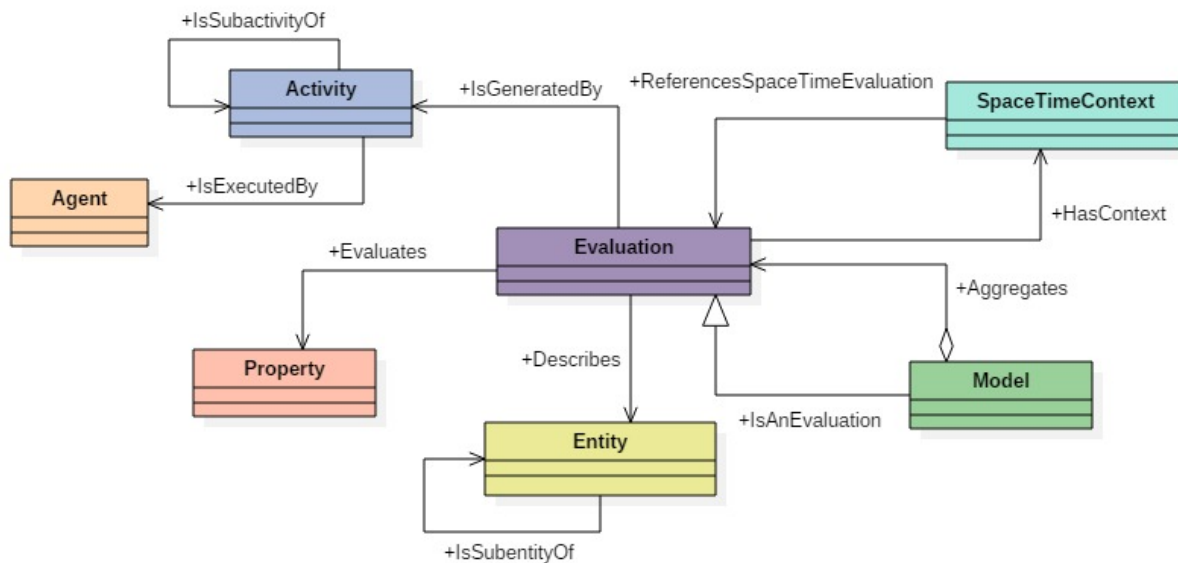 +IsSubactivityOf
Activity
+IsGeneratedBy
+ReferencesSpaceTimeEvaluation
SpaceTimeContext
+IsExecutedBy
Agent
+HasContext
Evaluation
+Evaluates
+Aggregates
+Describes
Property
Model
+IsAnEvaluation
Entity
+IsSubentityOf